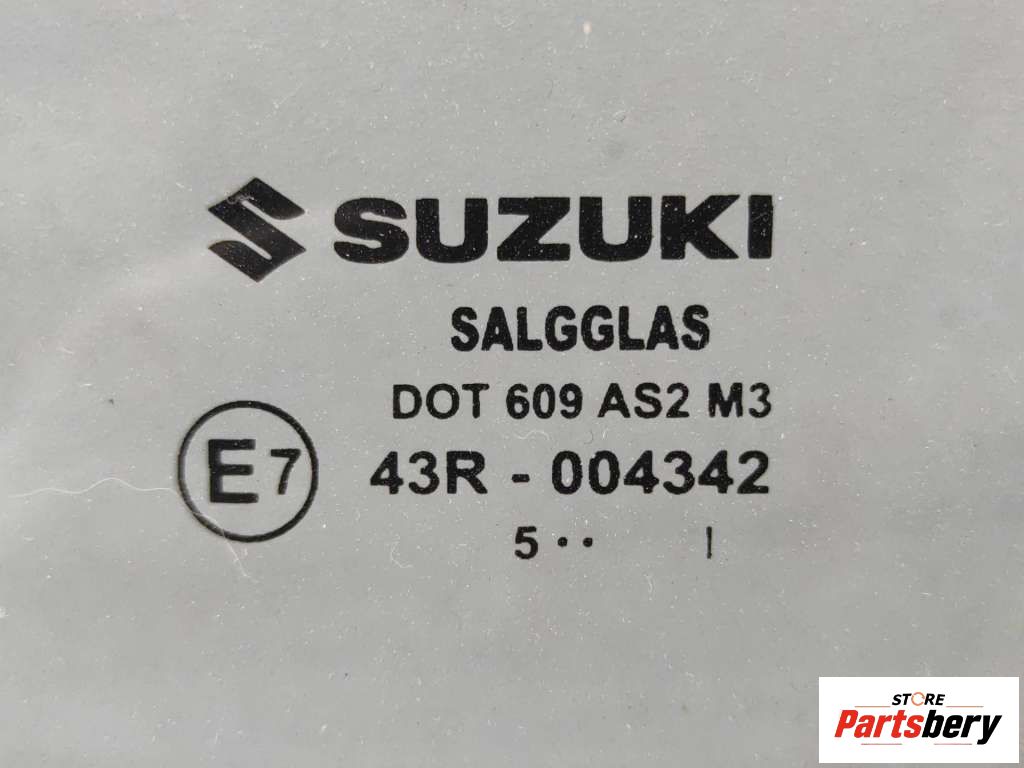 SUZUKI
SALGGLAS
DOT 609 AS2 M3
E7
43R - 004342
5 •• |
STORE
Partsbery